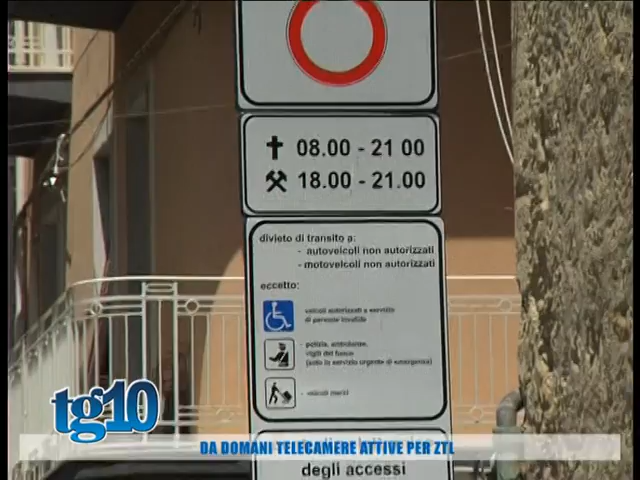 08.00 - 21 00
18.00 - 21.00
divieto di transito a:
- autoveicoli non autorizzati
- motoveicoli non autorizzati
eccetto:
veicoli autorizzati a servizio
di persone invalide
- polizia, ambulanze,
vigili del fuoco
(solo in servizio urgente di emergenza)
- veicoli merci
tg10
DA DOMANI TELECAMERE ATTIVE PER ZTL
degli accessi